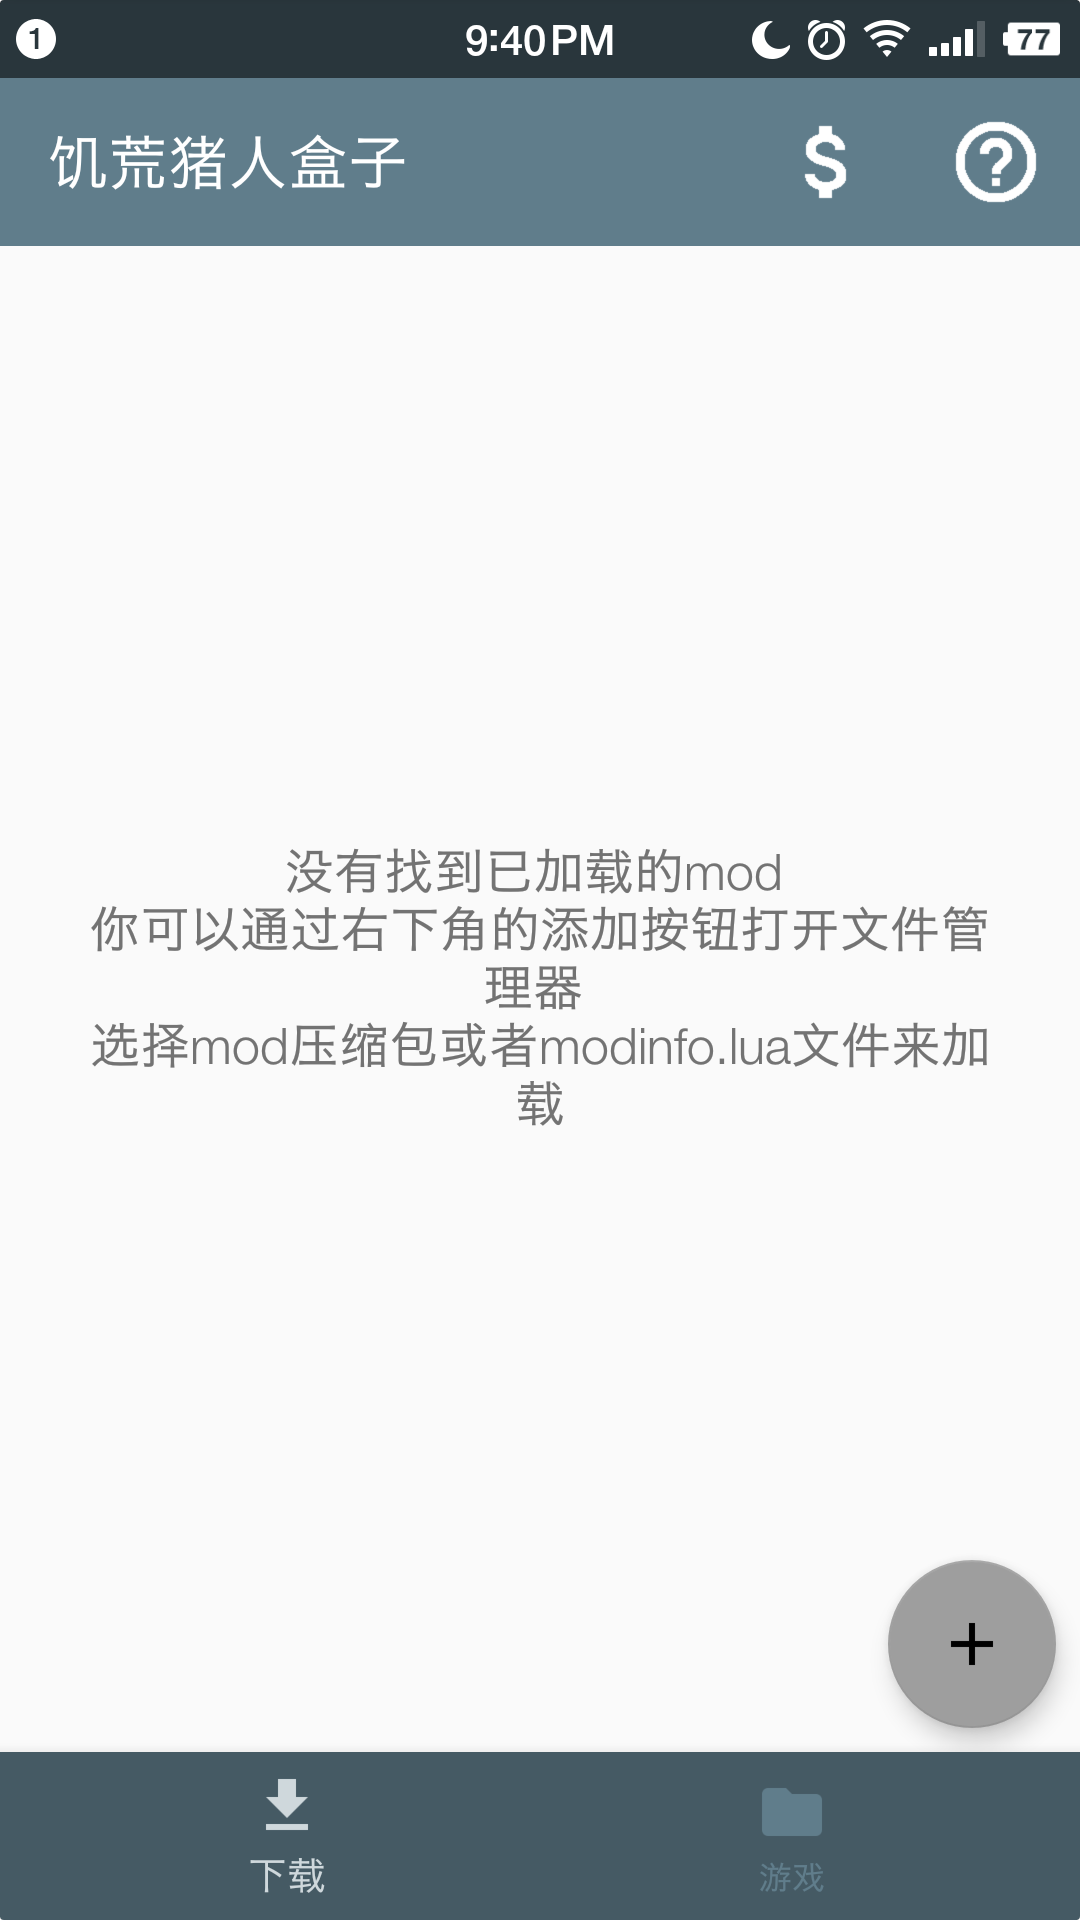 1
9:40 PM
77
饥荒猪人盒子
没有找到已加载的mod
你可以通过右下角的添加按钮打开文件管
理器
选择mod压缩包或者modinfo.lua文件来加
载
下载
游戏